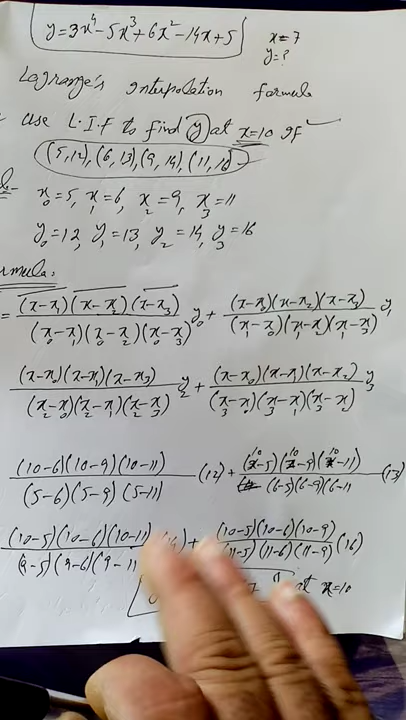 y=3x⁴-5x³+6x²-14x+5 x=7
y=?
Lagrange's interpolation formula
Use L.I.F to find y at x=10 if
(5,12), (6,13), (9,14), (11,16)
x₀=5, x₁=6, x₂=9, x₃=11
y₀=12, y₁=13, y₂=14, y₃=16
= (x-x₁)(x-x₂)(x-x₃) y₀ + (x-x₀)(x-x₂)(x-x₃) y₁
(x₀-x₁)(x₀-x₂)(x₀-x₃) (x₁-x₀)(x₁-x₂)(x₁-x₃)
(x-x₀)(x-x₁)(x-x₃) y₂ + (x-x₀)(x-x₁)(x-x₂) y₃
(x₂-x₀)(x₂-x₁)(x₂-x₃) (x₃-x₀)(x₃-x₁)(x₃-x₂)
(10-6)(10-9)(10-11) (12) + (10-5)(10-9)(10-11) (13)
(5-6)(5-9)(5-11) (6-5)(6-9)(6-11
(10-5)(10-6)(10-11) + (10-5)(10-6)(10-9) (16)
(9-5)(9-6)(9-11 (11-5)(11-6)(11-9)
at x=10